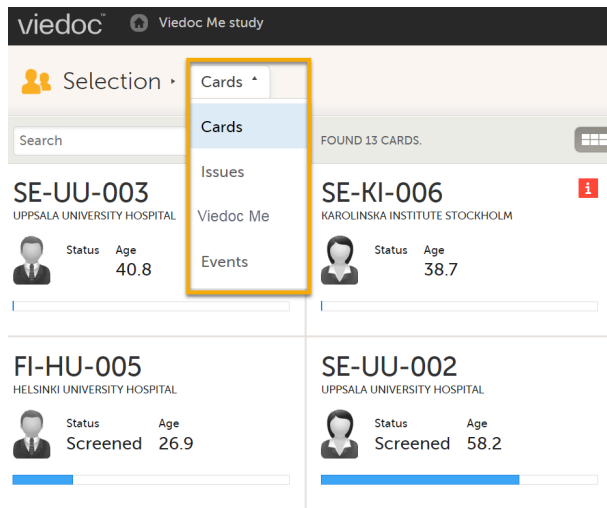 viedoc™ Viedoc Me study
Selection Cards
Cards
Issues
Viedoc Me
Events
Search
FOUND 13 CARDS.
SE-UU-003
UPPSALA UNIVERSITY HOSPITAL
Status Age
40.8
SE-KI-006
i
KAROLINSKA INSTITUTE STOCKHOLM
Status Age
38.7
FI-HU-005
HELSINKI UNIVERSITY HOSPITAL
Status Age
Screened 26.9
SE-UU-002
UPPSALA UNIVERSITY HOSPITAL
Status Age
Screened 58.2